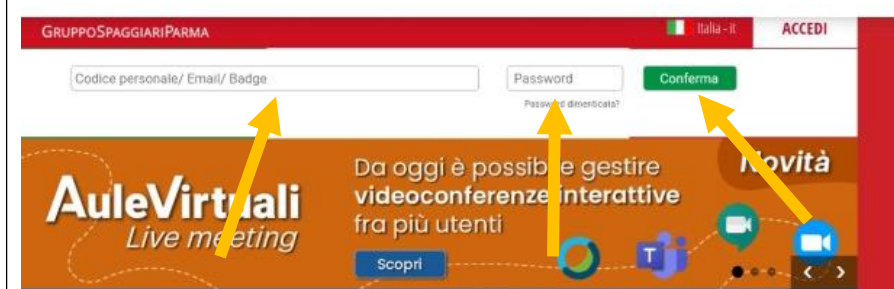 GRUPPOSPAGGIARIPARMA
Italia - it
ACCEDI
Codice personale/ Email/ Badge
Password
Conferma
Password dimenticata?
AuleVirtuali
Live meeting
Da oggi è possibile gestire
videoconferenze interattive
fra più utenti
Scopri
Novità
T